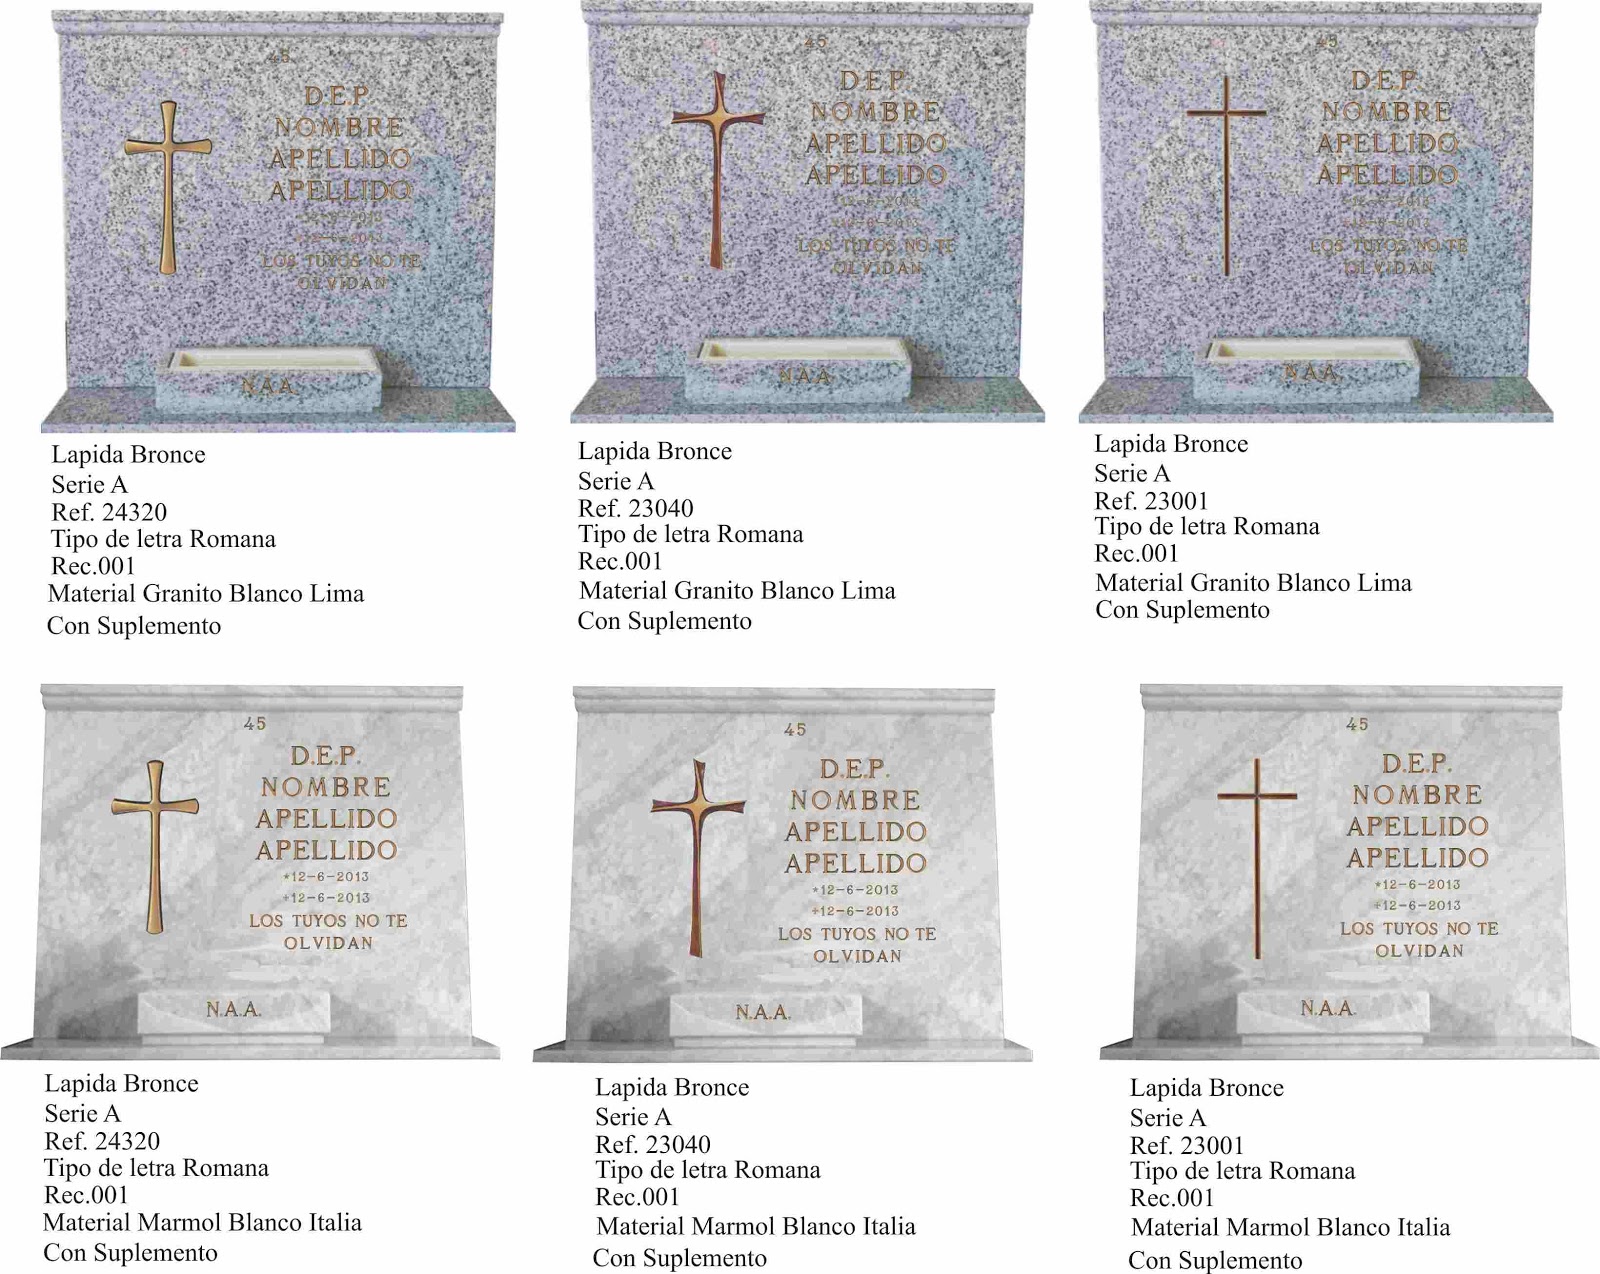 45
D.E.P.
NOMBRE
APELLIDO
APELLIDO
LOS TUYOS NO TE
OLVIDAN
N.A.A.
Lapida Bronce
Serie A
Ref. 24320
Tipo de letra Romana
Rec.001
Material Granito Blanco Lima
Con Suplemento
45
D.E.P.
NOMBRE
APELLIDO
APELLIDO
LOS TUYOS NO TE
OLVIDAN
N.A.A.
Lapida Bronce
Serie A
Ref. 23040
Tipo de letra Romana
Rec.001
Material Granito Blanco Lima
Con Suplemento
45
D.E.P.
NOMBRE
APELLIDO
APELLIDO
LOS TUYOS NO TE
OLVIDAN
N.A.A.
Lapida Bronce
Serie A
Ref. 23001
Tipo de letra Romana
Rec.001
Material Granito Blanco Lima
Con Suplemento
45
D.E.P.
NOMBRE
APELLIDO
APELLIDO
*12-6-2013
+12-6-2013
LOS TUYOS NO TE
OLVIDAN
N.A.A.
Lapida Bronce
Serie A
Ref. 24320
Tipo de letra Romana
Rec.001
Material Marmol Blanco Italia
Con Suplemento
45
D.E.P.
NOMBRE
APELLIDO
APELLIDO
*12-6-2013
+12-6-2013
LOS TUYOS NO TE
OLVIDAN
N.A.A.
Lapida Bronce
Serie A
Ref. 23040
Tipo de letra Romana
Rec.001
Material Marmol Blanco Italia
Con Suplemento
45
D.E.P.
NOMBRE
APELLIDO
APELLIDO
*12-6-2013
+12-6-2013
LOS TUYOS NO TE
OLVIDAN
N.A.A.
Lapida Bronce
Serie A
Ref. 23001
Tipo de letra Romana
Rec.001
Material Marmol Blanco Italia
Con Suplemento